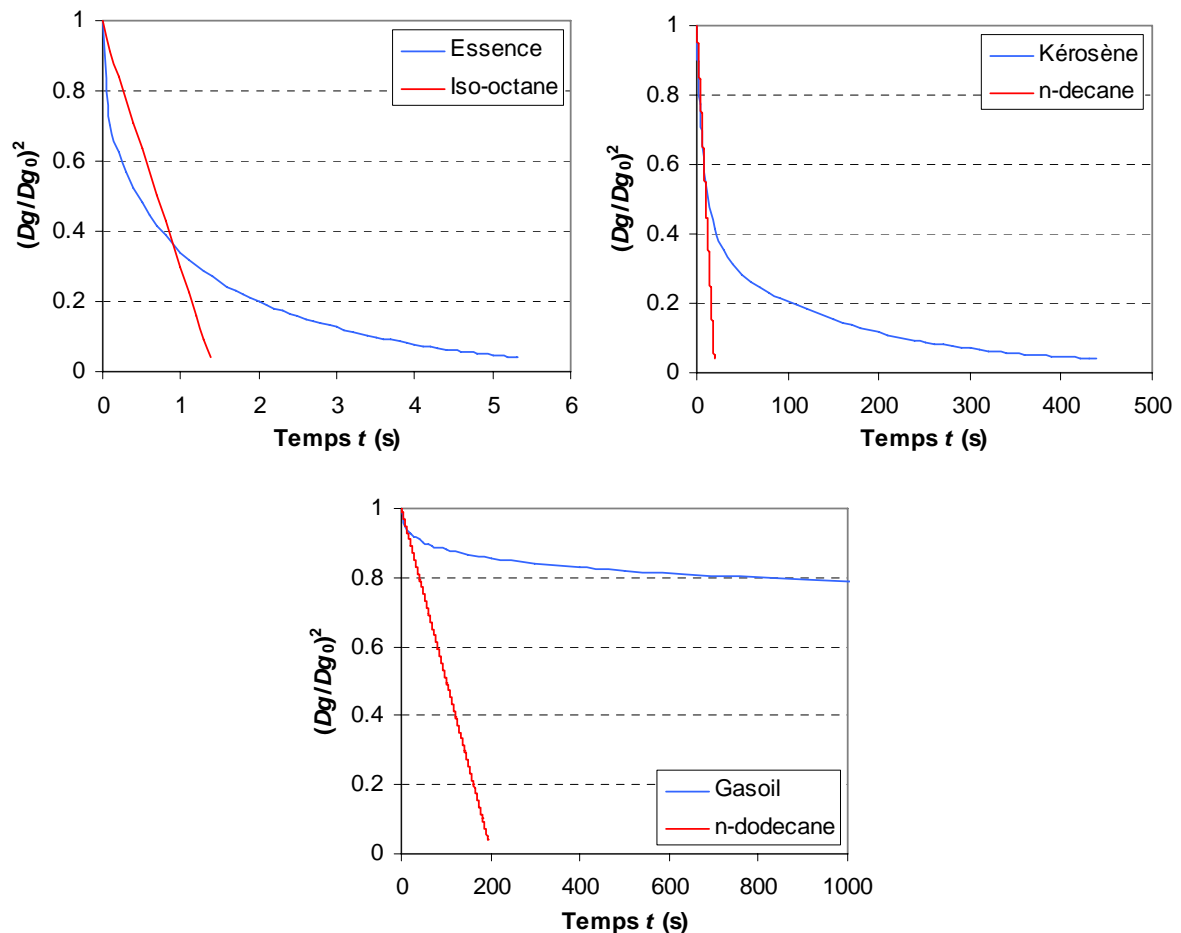 1
0.8
0.6
0.4
0.2
0
(Dg/Dg₀)²
0 1 2 3 4 5 6
Temps t (s)
Essence
Iso-octane
1
0.8
0.6
0.4
0.2
0
(Dg/Dg₀)²
0 100 200 300 400 500
Temps t (s)
Kérosène
n-decane
1
0.8
0.6
0.4
0.2
0
(Dg/Dg₀)²
0 200 400 600 800 1000
Temps t (s)
Gasoil
n-dodecane